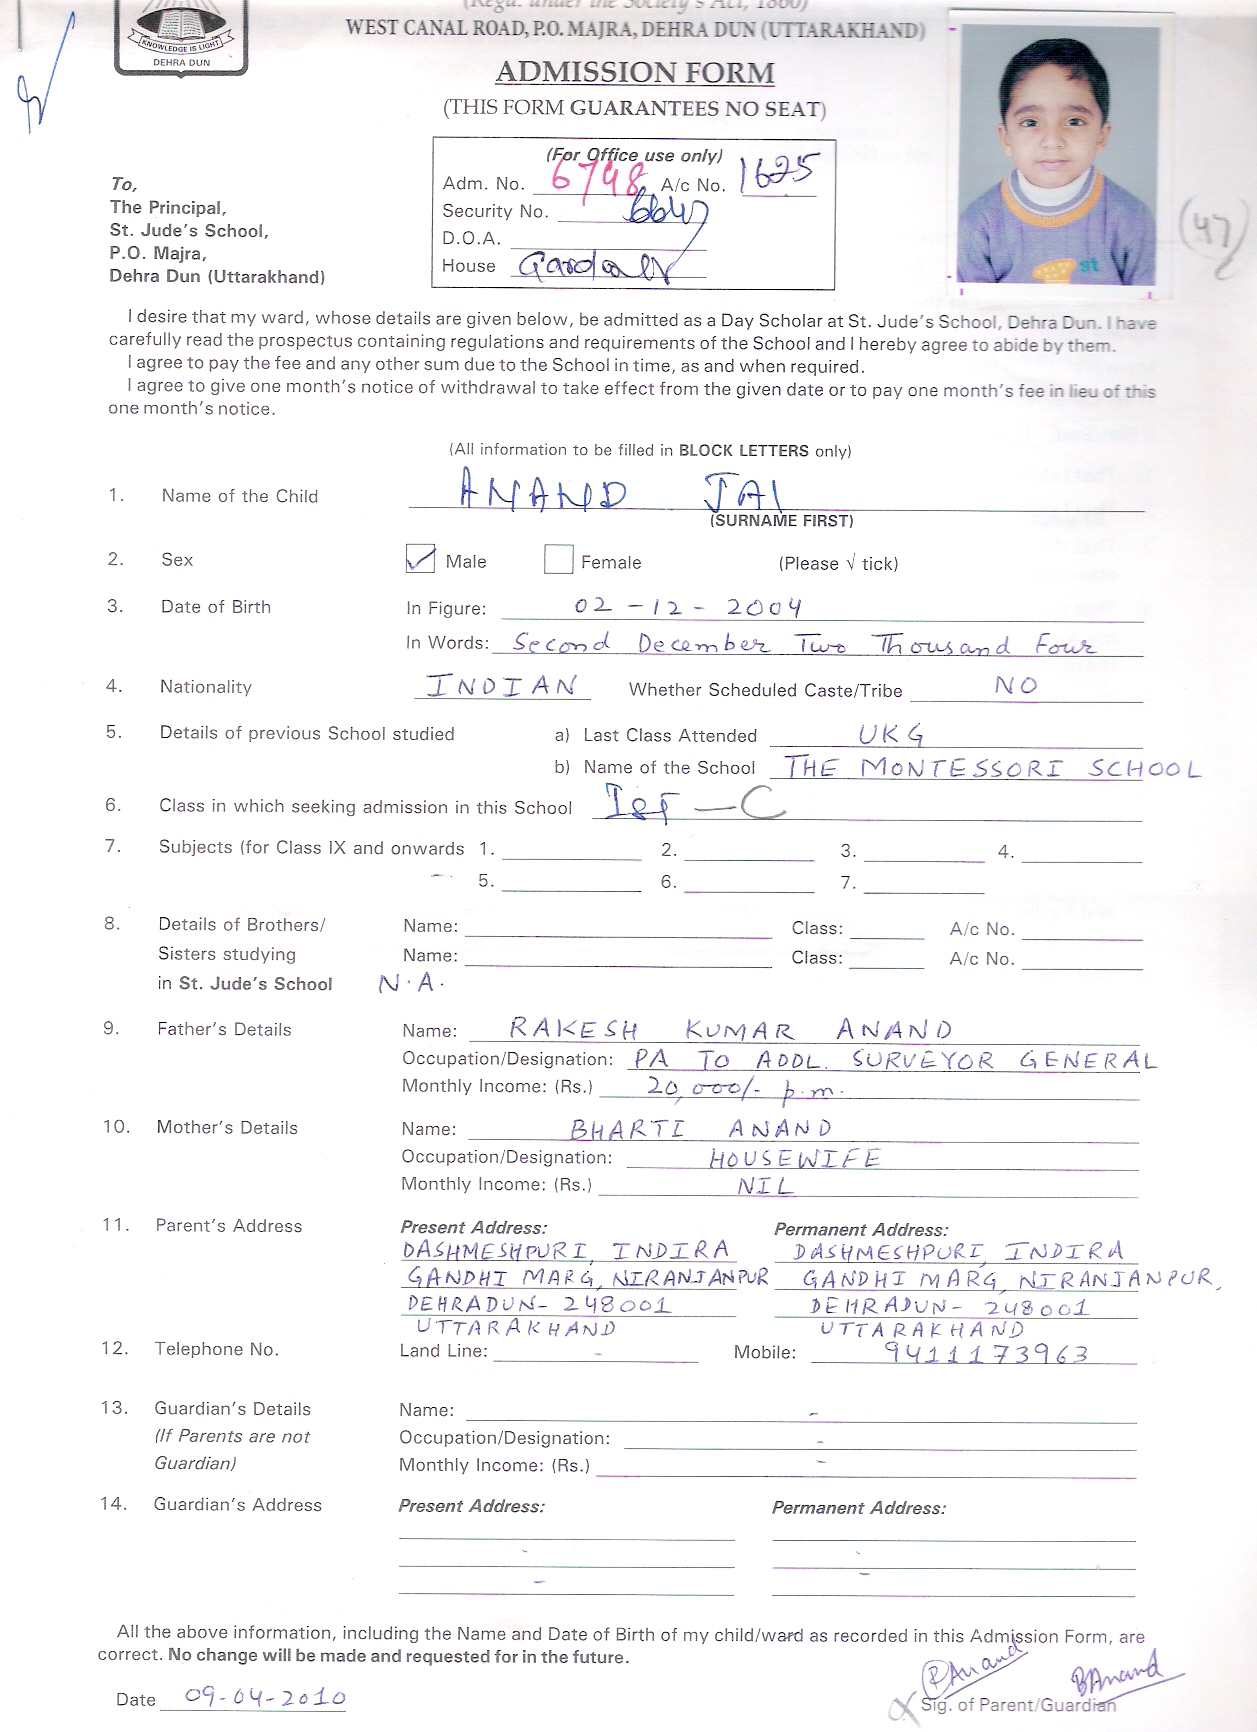 (Regd. under the Society's Act, 1860)
WEST CANAL ROAD, P.O. MAJRA, DEHRA DUN (UTTARAKHAND)
KNOWLEDGE IS LIGHT
DEHRA DUN
ADMISSION FORM
(THIS FORM GUARANTEES NO SEAT)
(For Office use only)
Adm. No. 6798 A/c No. 1625
Security No.
D.O.A.
House
(47)
To,
The Principal,
St. Jude's School,
P.O. Majra,
Dehra Dun (Uttarakhand)
1st
I desire that my ward, whose details are given below, be admitted as a Day Scholar at St. Jude's School, Dehra Dun. I have
carefully read the prospectus containing regulations and requirements of the School and I hereby agree to abide by them.
I agree to pay the fee and any other sum due to the School in time, as and when required.
I agree to give one month's notice of withdrawal to take effect from the given date or to pay one month's fee in lieu of this
one month's notice.
(All information to be filled in BLOCK LETTERS only)
1. Name of the Child ANAND JAI
(SURNAME FIRST)
2. Sex Male Female (Please √ tick)
3. Date of Birth In Figure: 02-12-2004
In Words: Second December Two Thousand Four
4. Nationality INDIAN Whether Scheduled Caste/Tribe NO
5. Details of previous School studied a) Last Class Attended UKG
b) Name of the School THE MONTESSORI SCHOOL
6. Class in which seeking admission in this School Ist - C
7. Subjects (for Class IX and onwards 1. 2. 3. 4.
5. 6. 7.
8. Details of Brothers/ Name: Class: A/c No.
Sisters studying Name: Class: A/c No.
in St. Jude's School N.A.
9. Father's Details Name: RAKESH KUMAR ANAND
Occupation/Designation: PA TO ADDL. SURVEYOR GENERAL
Monthly Income: (Rs.) 20,000/- p.m.
10. Mother's Details Name: BHARTI ANAND
Occupation/Designation: HOUSEWIFE
Monthly Income: (Rs.) NIL
11. Parent's Address Present Address: Permanent Address:
DASHMESHPURI, INDIRA DASHMESHPURI, INDIRA
GANDHI MARG, NIRANJANPUR GANDHI MARG, NIRANJANPUR,
DEHRADUN- 248001 DEHRADUN- 248001
UTTARAKHAND UTTARAKHAND
12. Telephone No. Land Line: - Mobile: 9411173963
13. Guardian's Details Name: -
(If Parents are not Occupation/Designation: -
Guardian) Monthly Income: (Rs.) -
14. Guardian's Address Present Address: Permanent Address:
- -
- -
All the above information, including the Name and Date of Birth of my child/ward as recorded in this Admission Form, are
correct. No change will be made and requested for in the future.
RAnand BAnand
Date 09-04-2010 Sig. of Parent/Guardian